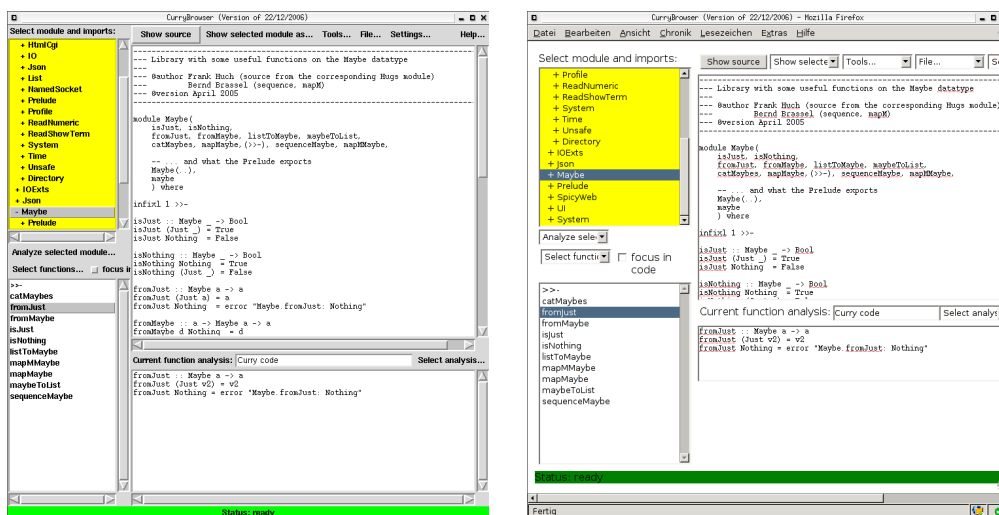 CurryBrowser (Version of 22/12/2006)
Select module and imports:
+ HtmlCgi
+ IO
+ Json
+ List
+ NamedSocket
+ Prelude
+ Profile
+ ReadNumeric
+ ReadShowTerm
+ System
+ Time
+ Unsafe
+ Directory
+ IOExts
+ Json
- Maybe
+ Prelude
Analyze selected module...
Select functions... focus in
>>-
catMaybes
fromJust
fromMaybe
isJust
isNothing
listToMaybe
mapMMaybe
mapMaybe
maybeToList
sequenceMaybe
Show source Show selected module as... Tools... File... Settings... Help...
------------------------------------------------------------------------------
--- Library with some useful functions on the Maybe datatype
---
--- @author Frank Huch (source from the corresponding Hugs module)
---         Bernd Brassel (sequence, mapM)
--- @version April 2005
------------------------------------------------------------------------------
module Maybe(
isJust, isNothing,
fromJust, fromMaybe, listToMaybe, maybeToList,
catMaybes, mapMaybe,(>>-), sequenceMaybe, mapMMaybe,
-- ... and what the Prelude exports
Maybe(..),
maybe
) where
infixl 1 >>-
isJust :: Maybe _ -> Bool
isJust (Just _) = True
isJust Nothing  = False
isNothing :: Maybe _ -> Bool
isNothing Nothing  = True
isNothing (Just _) = False
fromJust :: Maybe a -> a
fromJust (Just a) = a
fromJust Nothing  = error "Maybe.fromJust: Nothing"
fromMaybe :: a -> Maybe a -> a
fromMaybe d Nothing  = d
Current function analysis: Curry code Select analysis...
fromJust :: Maybe a -> a
fromJust (Just v2) = v2
fromJust Nothing = error "Maybe.fromJust: Nothing"
Status: ready
CurryBrowser (Version of 22/12/2006) - Mozilla Firefox
Datei Bearbeiten Ansicht Chronik Lesezeichen Extras Hilfe
Select module and imports:
+ Profile
+ ReadNumeric
+ ReadShowTerm
+ System
+ Time
+ Unsafe
+ Directory
+ IOExts
+ Json
+ Maybe
+ Prelude
+ SpicyWeb
+ UI
+ System
Analyze sele
Select functi focus in
code
>>-
catMaybes
fromJust
fromMaybe
isJust
isNothing
listToMaybe
mapMMaybe
mapMaybe
maybeToList
sequenceMaybe
Show source Show selecte Tools... File... Se
------------------------------------------------------------------------------
--- Library with some useful functions on the Maybe datatype
---
--- @author Frank Huch (source from the corresponding Hugs module)
---         Bernd Brassel (sequence, mapM)
--- @version April 2005
------------------------------------------------------------------------------
module Maybe(
isJust, isNothing,
fromJust, fromMaybe, listToMaybe, maybeToList,
catMaybes, mapMaybe,(>>-), sequenceMaybe, mapMMaybe,
-- ... and what the Prelude exports
Maybe(..),
maybe
) where
infixl 1 >>-
isJust :: Maybe _ -> Bool
isJust (Just _) = True
isJust Nothing  = False
isNothing :: Maybe _ -> Bool
isNothing Nothing  = True
Current function analysis: Curry code Select analys
fromJust :: Maybe a -> a
fromJust (Just v2) = v2
fromJust Nothing = error "Maybe.fromJust: Nothing"
Status: ready
Fertig